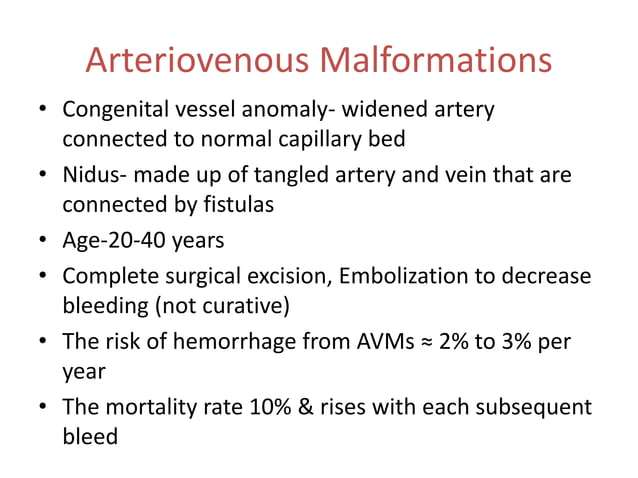 Arteriovenous Malformations
• Congenital vessel anomaly- widened artery
connected to normal capillary bed
• Nidus- made up of tangled artery and vein that are
connected by fistulas
• Age-20-40 years
• Complete surgical excision, Embolization to decrease
bleeding (not curative)
• The risk of hemorrhage from AVMs ≈ 2% to 3% per
year
• The mortality rate 10% & rises with each subsequent
bleed